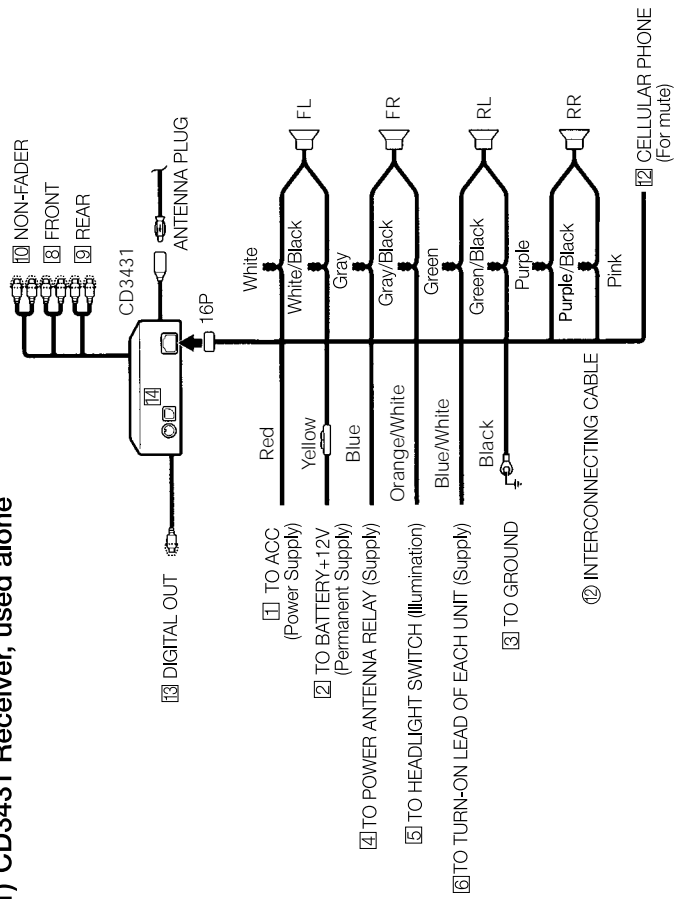 1) CD3431 Receiver, used alone
13 DIGITAL OUT
14
CD3431
10 NON-FADER
8 FRONT
9 REAR
ANTENNA PLUG
16P
1 TO ACC
(Power Supply)
Red
White
FL
2 TO BATTERY+12V
(Permanent Supply)
Yellow
White/Black
4 TO POWER ANTENNA RELAY (Supply)
Blue
Gray
FR
5 TO HEADLIGHT SWITCH (Illumination)
Orange/White
Gray/Black
6 TO TURN-ON LEAD OF EACH UNIT (Supply)
Blue/White
Green
RL
3 TO GROUND
Black
Green/Black
Purple
RR
Purple/Black
⑫ INTERCONNECTING CABLE
Pink
12 CELLULAR PHONE
(For mute)